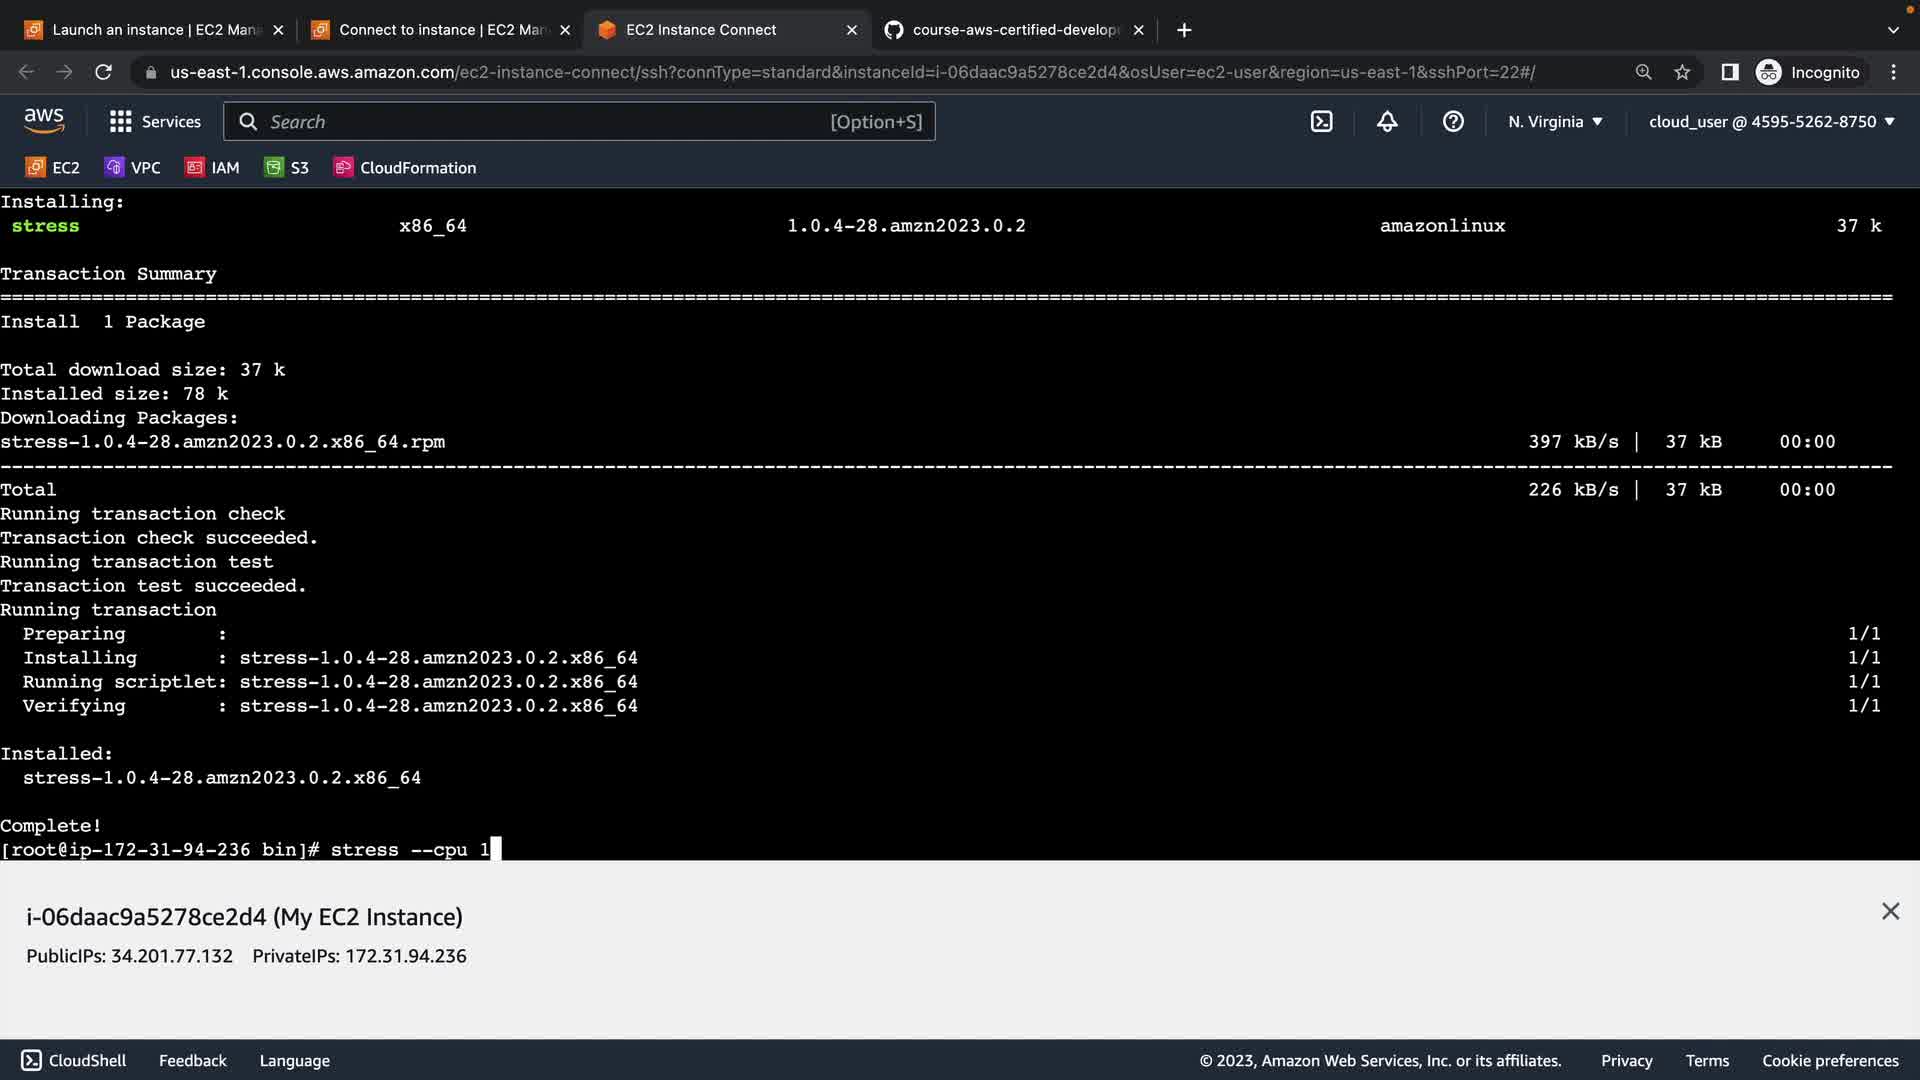 Launch an instance | EC2 Man
Connect to instance | EC2 Man
EC2 Instance Connect
course-aws-certified-develop
us-east-1.console.aws.amazon.com/ec2-instance-connect/ssh?connType=standard&instanceId=i-06daac9a5278ce2d4&osUser=ec2-user&region=us-east-1&sshPort=22#/
Incognito
aws
Services
Search
[Option+S]
N. Virginia
cloud_user @ 4595-5262-8750
EC2
VPC
IAM
S3
CloudFormation
Installing:
stress x86_64 1.0.4-28.amzn2023.0.2 amazonlinux 37 k
Transaction Summary
================================================================================
Install 1 Package
Total download size: 37 k
Installed size: 78 k
Downloading Packages:
stress-1.0.4-28.amzn2023.0.2.x86_64.rpm 397 kB/s | 37 kB 00:00
--------------------------------------------------------------------------------
Total 226 kB/s | 37 kB 00:00
Running transaction check
Transaction check succeeded.
Running transaction test
Transaction test succeeded.
Running transaction
Preparing : 1/1
Installing : stress-1.0.4-28.amzn2023.0.2.x86_64 1/1
Running scriptlet: stress-1.0.4-28.amzn2023.0.2.x86_64 1/1
Verifying : stress-1.0.4-28.amzn2023.0.2.x86_64 1/1
Installed:
stress-1.0.4-28.amzn2023.0.2.x86_64
Complete!
[root@ip-172-31-94-236 bin]# stress --cpu 1
i-06daac9a5278ce2d4 (My EC2 Instance)
PublicIPs: 34.201.77.132 PrivateIPs: 172.31.94.236
CloudShell
Feedback
Language
© 2023, Amazon Web Services, Inc. or its affiliates.
Privacy
Terms
Cookie preferences